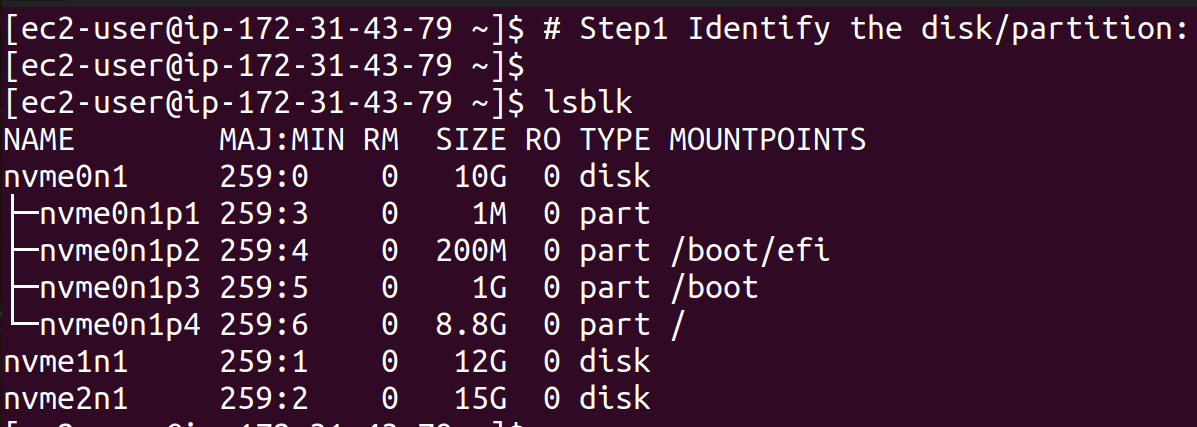 [ec2-user@ip-172-31-43-79 ~]$ # Step1 Identify the disk/partition:
[ec2-user@ip-172-31-43-79 ~]$
[ec2-user@ip-172-31-43-79 ~]$ lsblk
NAME        MAJ:MIN RM  SIZE RO TYPE MOUNTPOINTS
nvme0n1     259:0    0   10G  0 disk
├─nvme0n1p1 259:3    0    1M  0 part
├─nvme0n1p2 259:4    0  200M  0 part /boot/efi
├─nvme0n1p3 259:5    0    1G  0 part /boot
└─nvme0n1p4 259:6    0  8.8G  0 part /
nvme1n1     259:1    0   12G  0 disk
nvme2n1     259:2    0   15G  0 disk